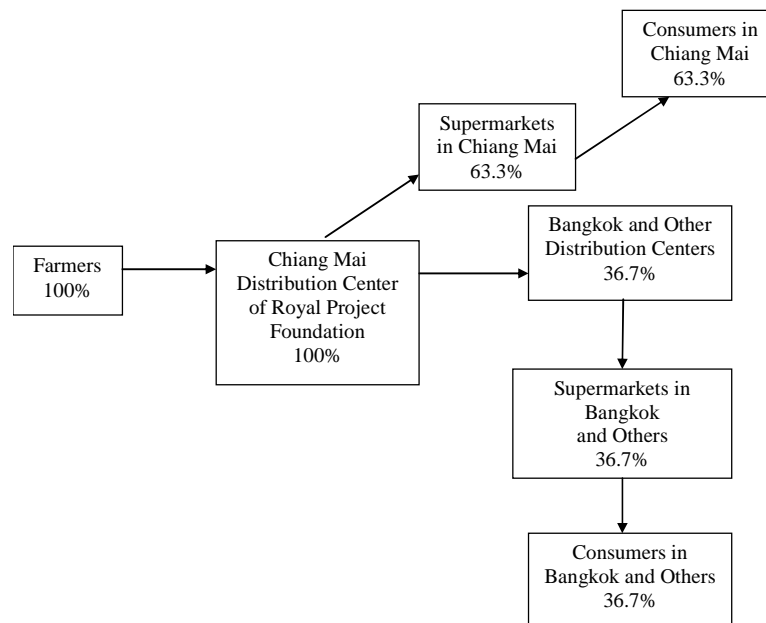 Consumers in
Chiang Mai
63.3%
Supermarkets
in Chiang Mai
63.3%
Farmers
100%
Chiang Mai
Distribution Center
of Royal Project
Foundation
100%
Bangkok and Other
Distribution Centers
36.7%
Supermarkets in
Bangkok
and Others
36.7%
Consumers in
Bangkok and Others
36.7%